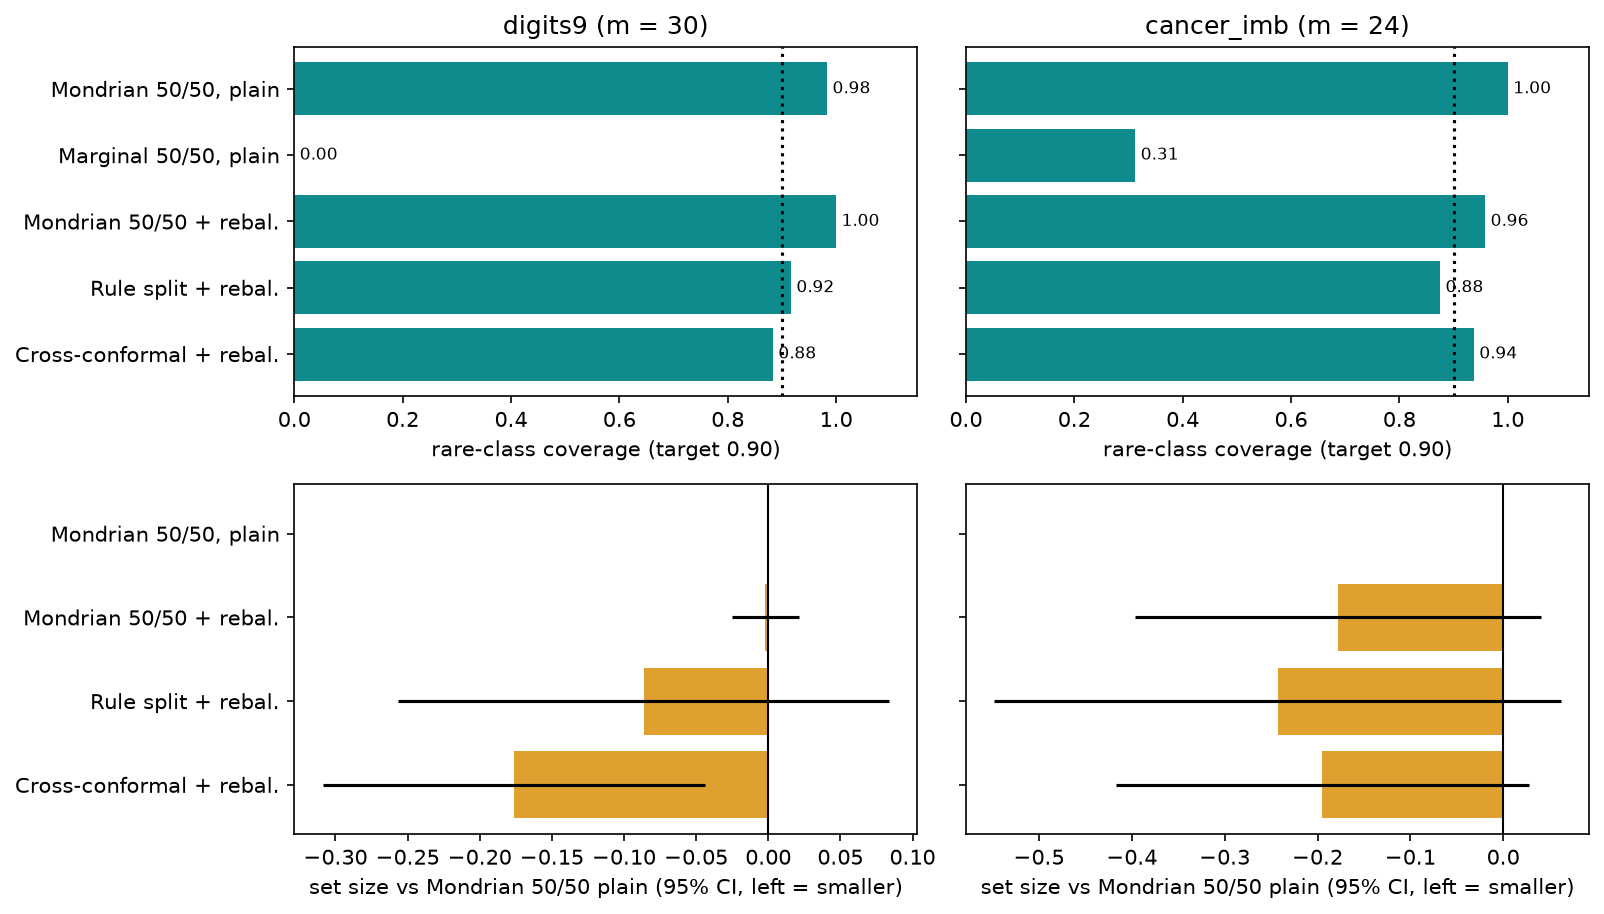 digits9 (m = 30)
cancer_imb (m = 24)
Mondrian 50/50, plain
0.98
1.00
Marginal 50/50, plain
0.00
0.31
Mondrian 50/50 + rebal.
1.00
0.96
Rule split + rebal.
0.92
0.88
Cross-conformal + rebal.
0.88
0.94
0.0 0.2 0.4 0.6 0.8 1.0
0.0 0.2 0.4 0.6 0.8 1.0
rare-class coverage (target 0.90)
rare-class coverage (target 0.90)
Mondrian 50/50, plain
Mondrian 50/50 + rebal.
Rule split + rebal.
Cross-conformal + rebal.
−0.30 −0.25 −0.20 −0.15 −0.10 −0.05 0.00 0.05 0.10
−0.5 −0.4 −0.3 −0.2 −0.1 0.0
set size vs Mondrian 50/50 plain (95% CI, left = smaller)
set size vs Mondrian 50/50 plain (95% CI, left = smaller)